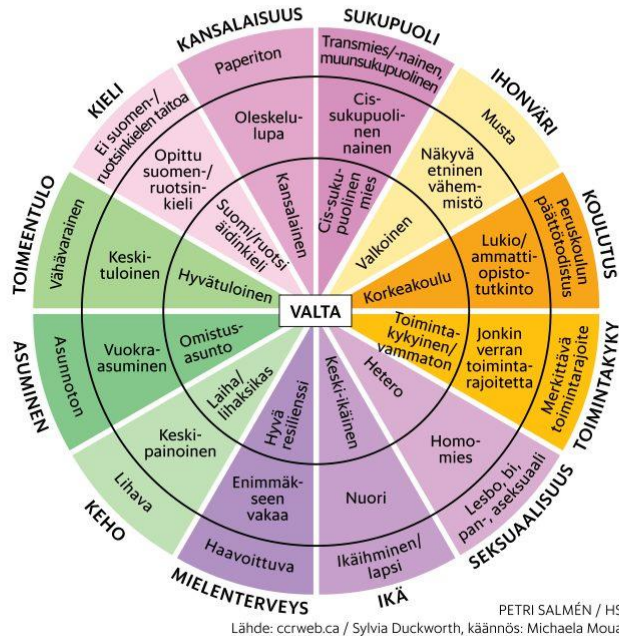 KANSALAISUUS
Paperiton
Oleskelu-
lupa
Kansalainen
SUKUPUOLI
Transmies/-nainen,
muunsukupuolinen
Cis-
sukupuoli-
nen
nainen
Cis-suku-
puolinen
mies
IHONVÄRI
Musta
Näkyvä
etninen
vähem-
mistö
Valkoinen
KOULUTUS
Peruskoulun
päättötodistus
Lukio/
ammatti-
opisto-
tutkinto
Korkeakoulu
TOIMINTAKYKY
Merkittävä
toimintarajoite
Jonkin
verran
toiminta-
rajoitetta
Toiminta-
kykyinen/
vammaton
SEKSUAALISUUS
Lesbo, bi,
pan-, aseksuaali
Homo-
mies
Hetero
IKÄ
Ikäihminen/
lapsi
Nuori
Keski-ikäinen
MIELENTERVEYS
Haavoittuva
Enimmäk-
seen
vakaa
Hyvä
resilienssi
KEHO
Lihava
Keski-
painoinen
Laiha/
lihaksikas
ASUMINEN
Asunnoton
Vuokra-
asuminen
Omistus-
asunto
TOIMEENTULO
Vähävarainen
Keski-
tuloinen
Hyvätuloinen
KIELI
Ei suomen-/
ruotsinkielen taitoa
Opittu
suomen-/
ruotsin-
kieli
Suomi/ruotsi
äidinkieli
VALTA
PETRI SALMÉN / HS
Lähde: ccrweb.ca / Sylvia Duckworth, käännös: Michaela Moua